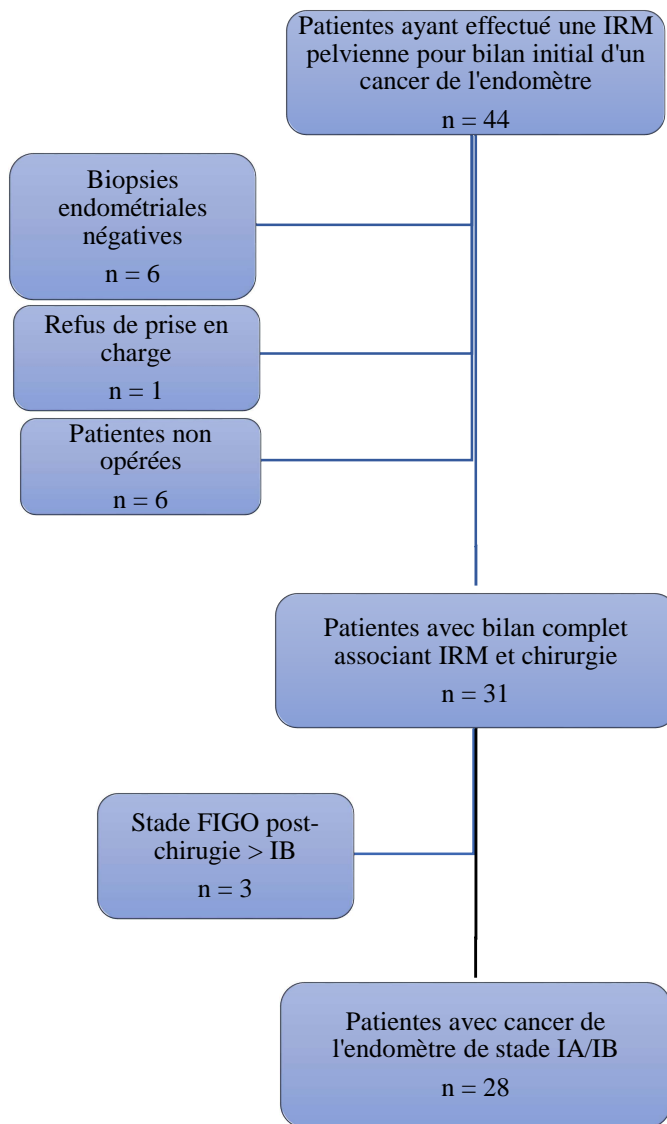 Patientes ayant effectué une IRM
pelvienne pour bilan initial d'un
cancer de l'endomètre
n = 44
Biopsies
endométriales
négatives
n = 6
Refus de prise en
charge
n = 1
Patientes non
opérées
n = 6
Patientes avec bilan complet
associant IRM et chirurgie
n = 31
Stade FIGO post-
chirugie > IB
n = 3
Patientes avec cancer de
l'endomètre de stade IA/IB
n = 28